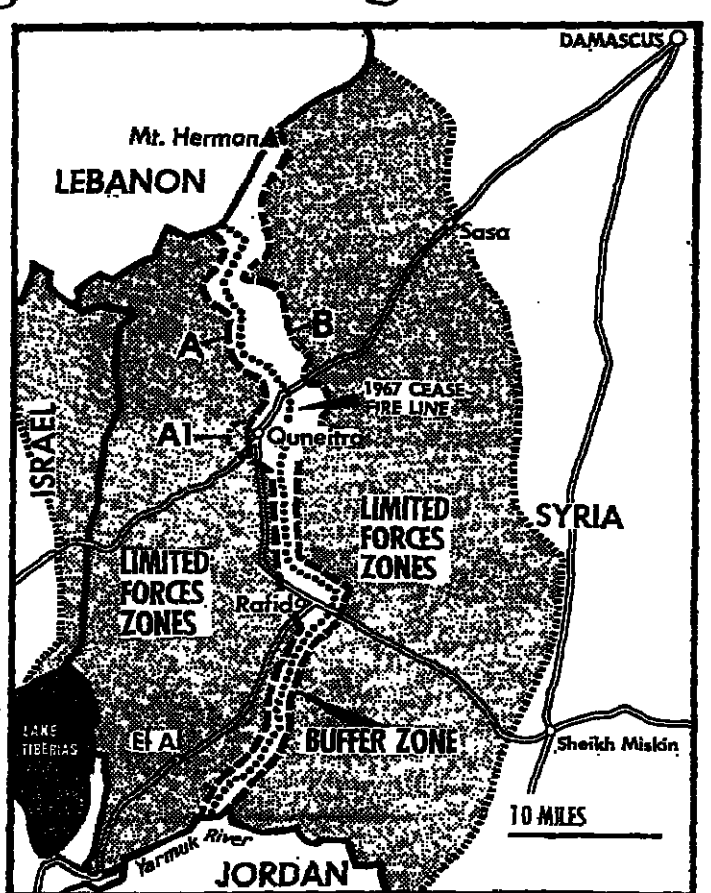 DAMASCUS
Mt. Hermon
LEBANON
Sasa
A
B
1967 CEASE
FIRE LINE
A1
Quneitra
ISRAEL
LIMITED
FORCES
ZONES
SYRIA
LIMITED
FORCES
ZONES
Rafid
LAKE
TIBERIAS
El Al
BUFFER ZONE
Sheikh Miskin
10 MILES
Yarmuk River
JORDAN